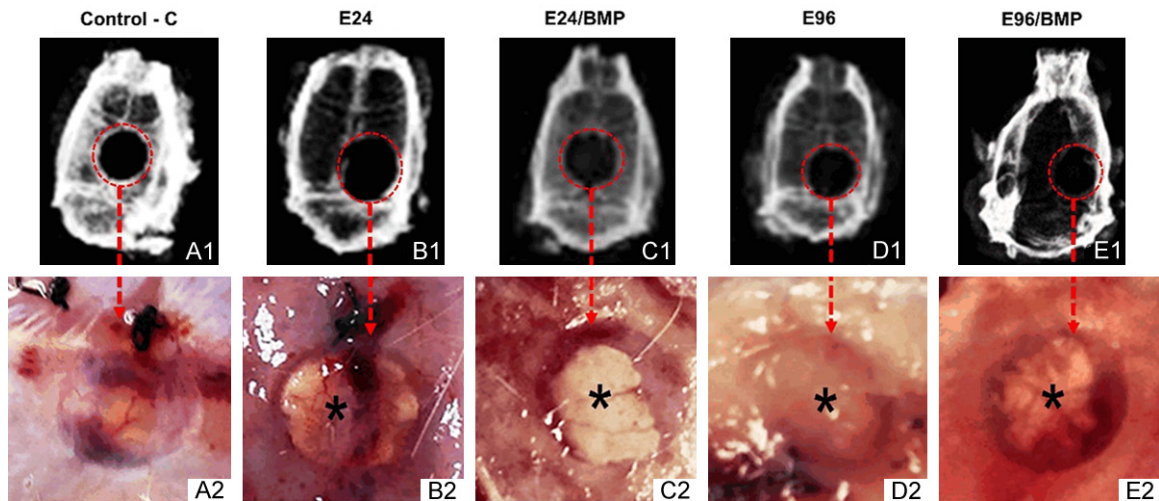 Control - C
E24
E24/BMP
E96
E96/BMP
A1
B1
C1
D1
E1
*
*
*
*
A2
B2
C2
D2
E2